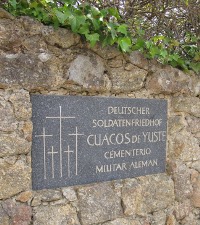 DEUTSCHER
SOLDATENFRIEDHOF
CUACOS DE YUSTE
CEMENTERIO
MILITAR ALEMAN